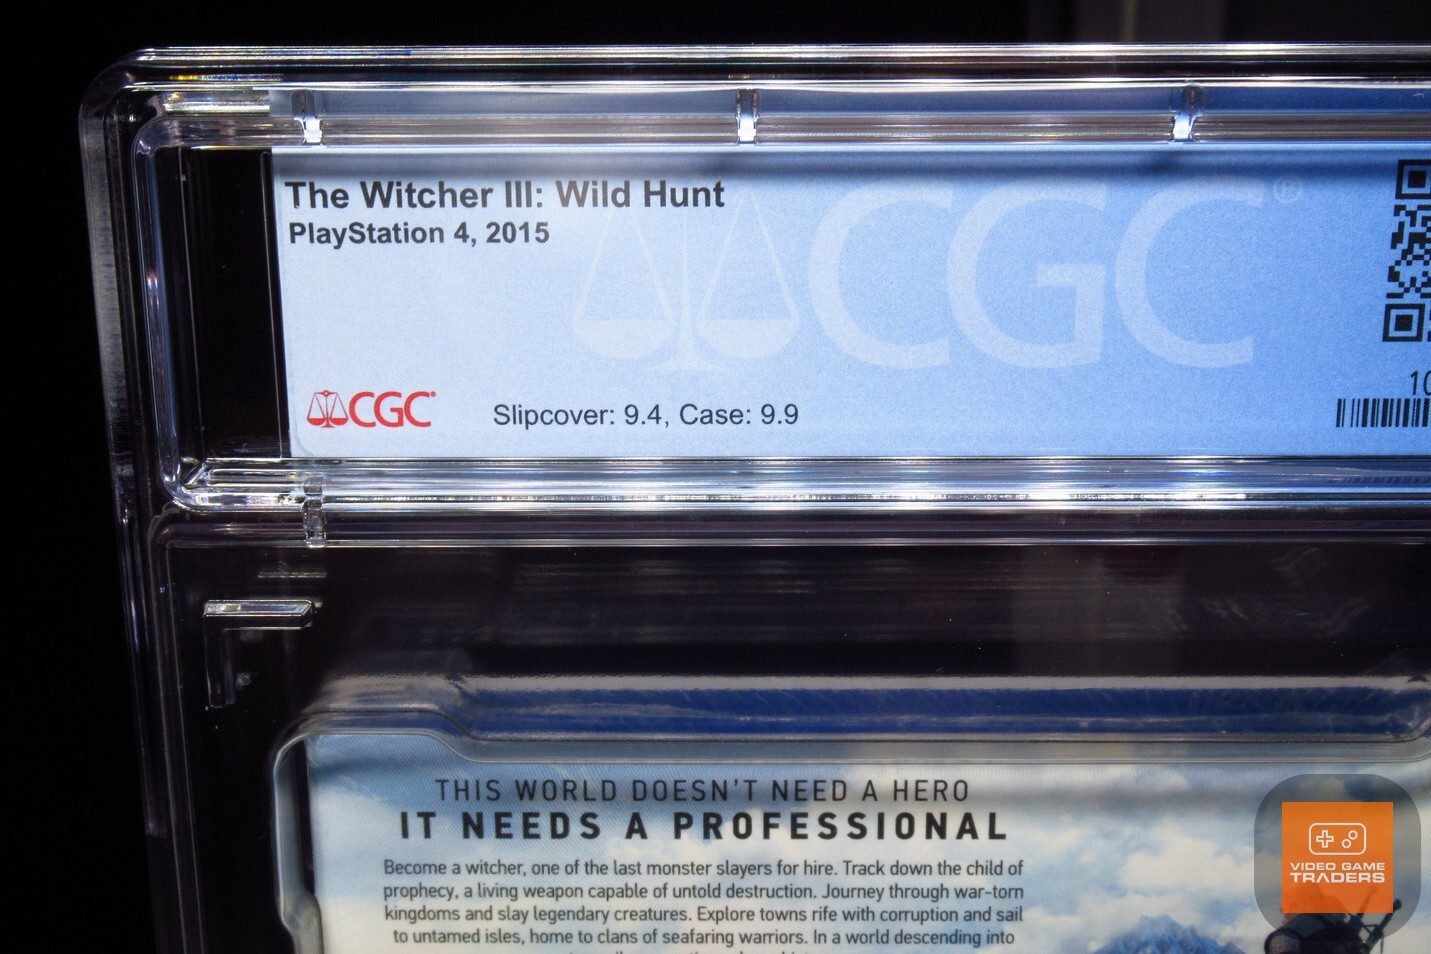 The Witcher III: Wild Hunt
PlayStation 4, 2015
CGC®
CGC®
Slipcover: 9.4, Case: 9.9
10
THIS WORLD DOESN'T NEED A HERO
IT NEEDS A PROFESSIONAL
Become a witcher, one of the last monster slayers for hire. Track down the child of
prophecy, a living weapon capable of untold destruction. Journey through war-torn
kingdoms and slay legendary creatures. Explore towns rife with corruption and sail
to untamed isles, home to clans of seafaring warriors. In a world descending into
VIDEO GAME
TRADERS